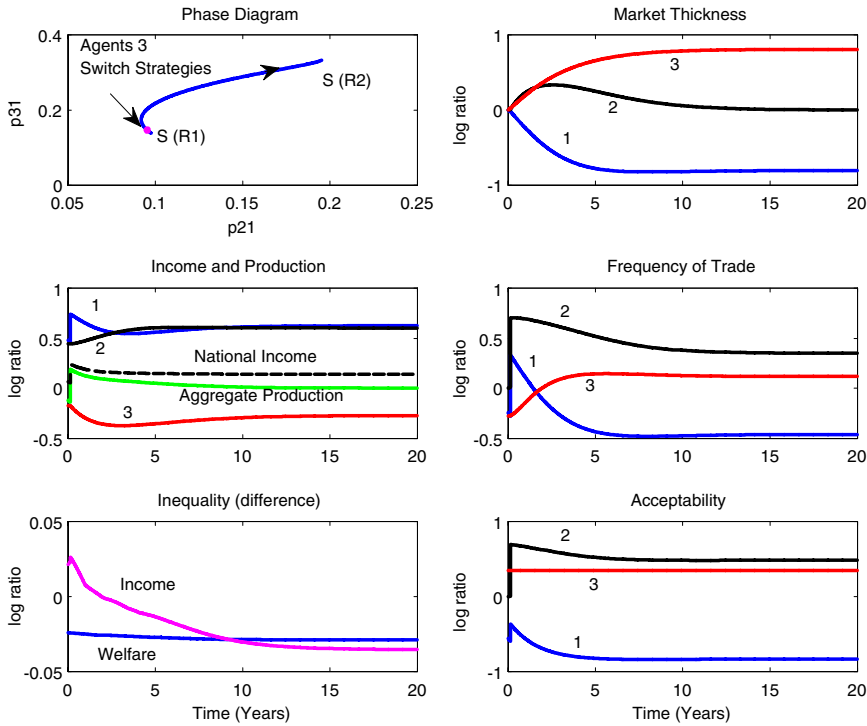 Phase Diagram
0.4
0.2
0
p31
Agents 3
Switch Strategies
S (R2)
S (R1)
0.05
0.1
0.15
0.2
0.25
p21
Market Thickness
1
0
-1
log ratio
3
2
1
0
5
10
15
20
Income and Production
1
0.5
0
-0.5
log ratio
1
2
National Income
Aggregate Production
3
0
5
10
15
20
Frequency of Trade
1
0.5
0
-0.5
log ratio
2
1
3
0
5
10
15
20
Inequality (difference)
0.05
0
-0.05
log ratio
Income
Welfare
0
5
10
15
20
Time (Years)
Acceptability
1
0
-1
log ratio
2
3
1
0
5
10
15
20
Time (Years)